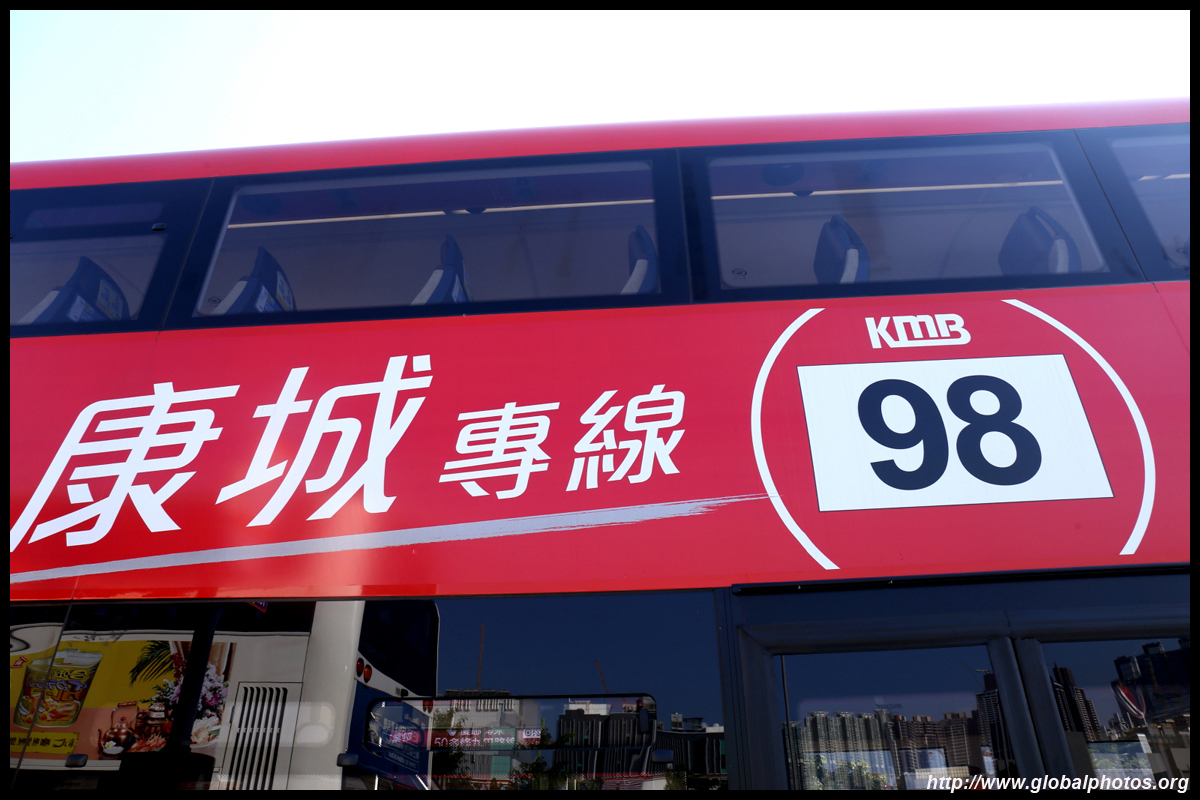 KMB
康城 專線 98
http://www.globalphotos.org